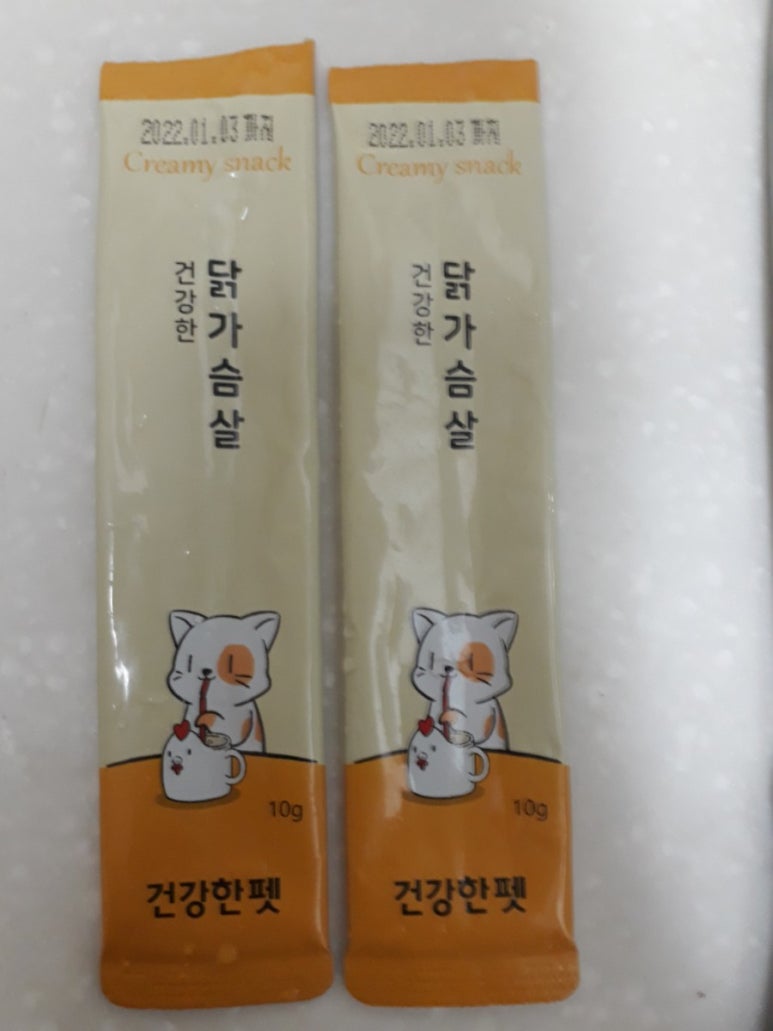 2022.01.03 까지
Creamy snack
건강한
닭가슴살
10g
건강한펫
2022.01.03 까지
Creamy snack
건강한
닭가슴살
10g
건강한펫